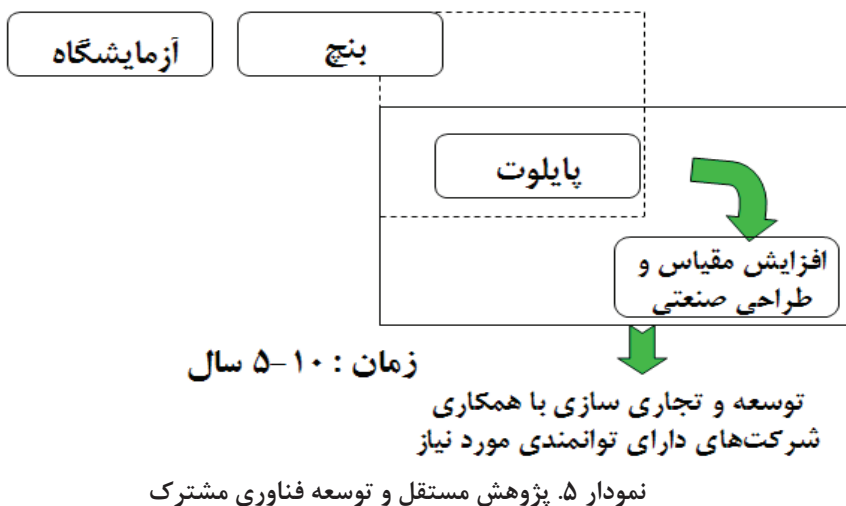 آزمایشگاه
بنچ
پایلوت
افزایش مقیاس و
طراحی صنعتی
زمان : ۱۰–۵ سال
توسعه و تجاری سازی با همکاری
شرکت‌های دارای توانمندی مورد نیاز
نمودار ۵. پژوهش مستقل و توسعه فناوری مشترک